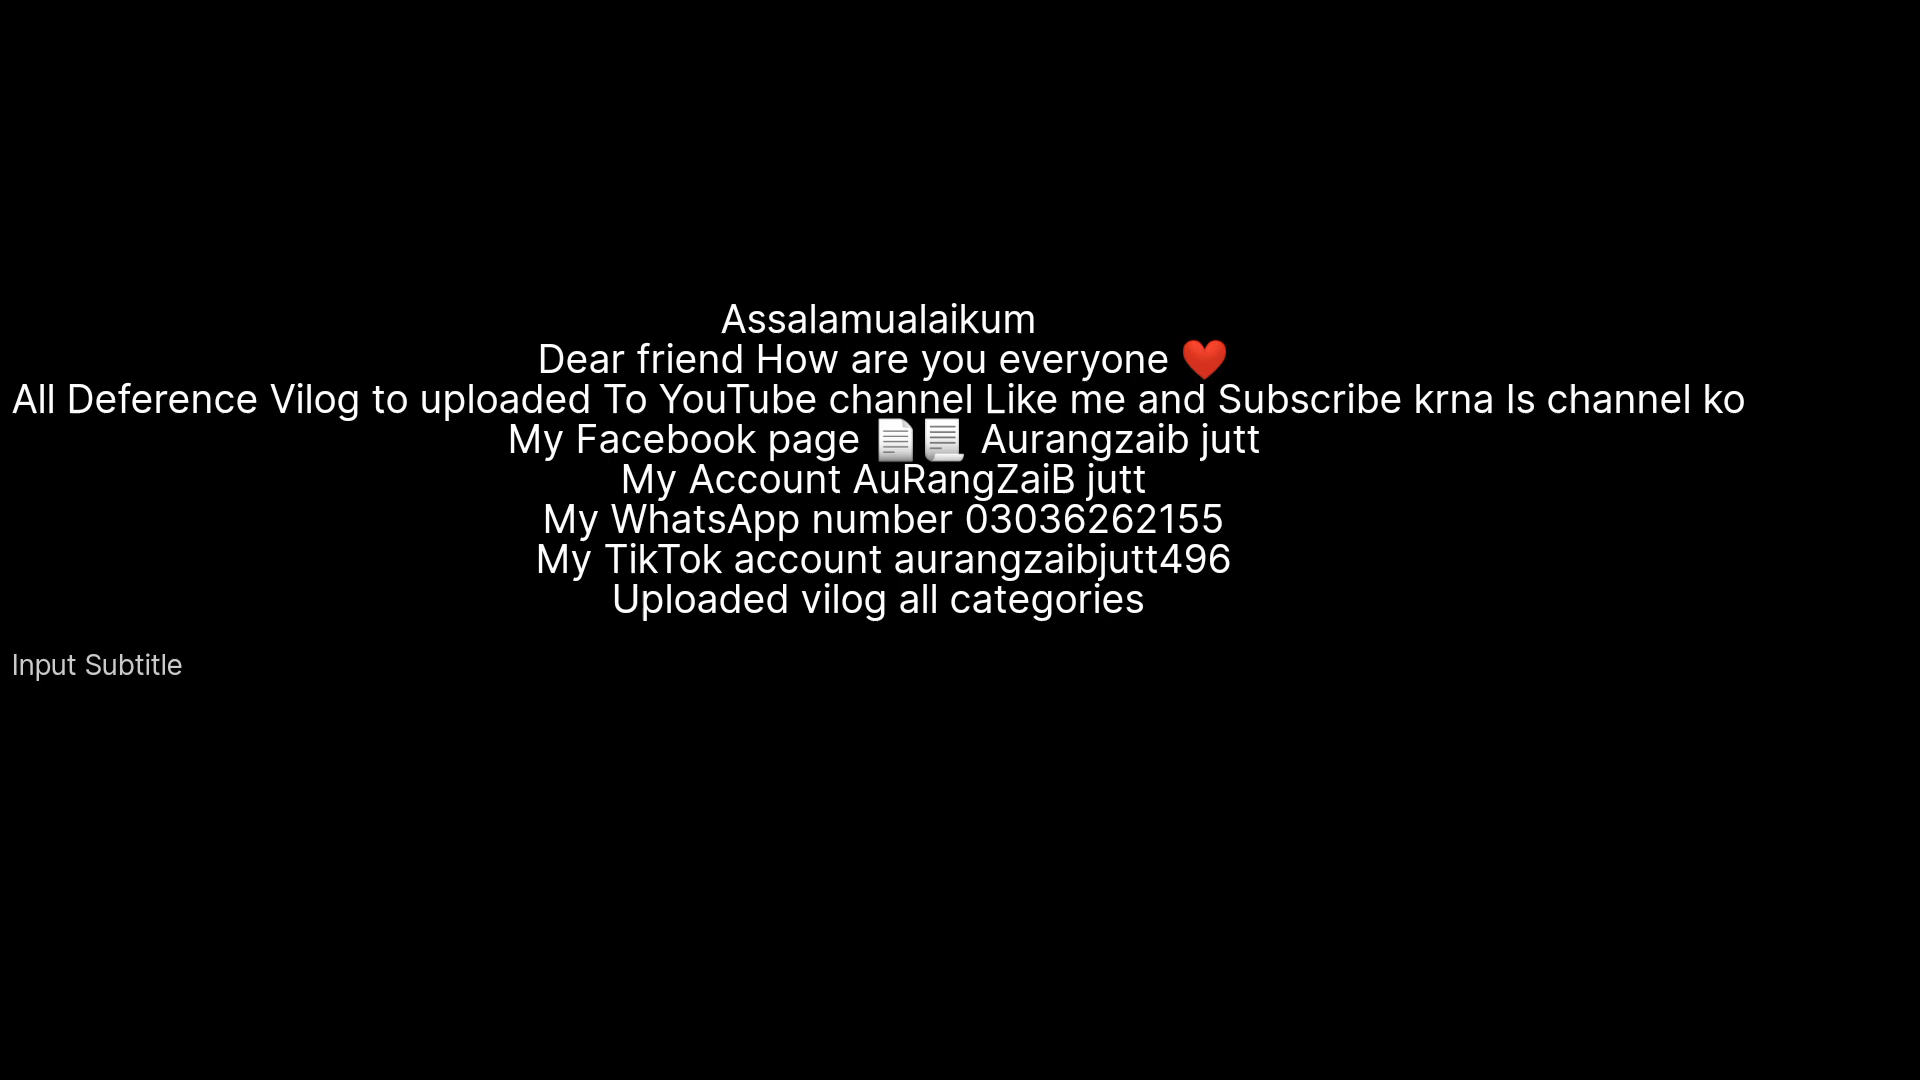 Assalamualaikum
Dear friend How are you everyone ❤️
All Deference Vilog to uploaded To YouTube channel Like me and Subscribe krna Is channel ko
My Facebook page 📄📃 Aurangzaib jutt
My Account AuRangZaiB jutt
My WhatsApp number 03036262155
My TikTok account aurangzaibjutt496
Uploaded vilog all categories
Input Subtitle